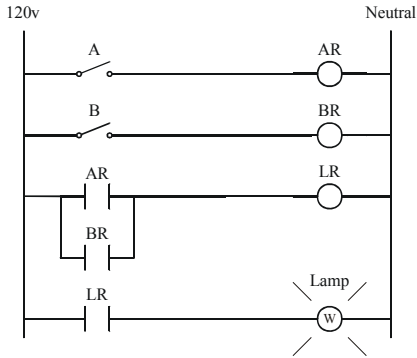 120v Neutral
A AR
B BR
AR LR
BR
Lamp
LR
W